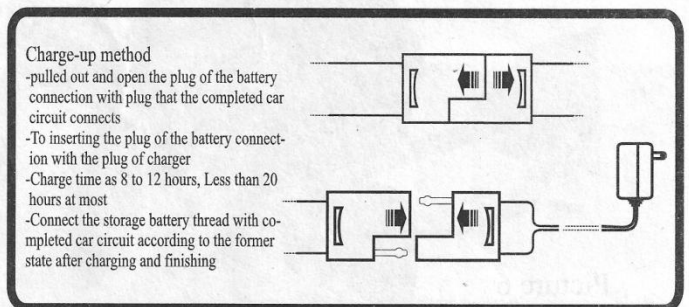 Charge-up method
-pulled out and open the plug of the battery
connection with plug that the completed car
circuit connects
-To inserting the plug of the battery connect-
ion with the plug of charger
-Charge time as 8 to 12 hours, Less than 20
hours at most
-Connect the storage battery thread with co-
mpleted car circuit according to the former
state after charging and finishing